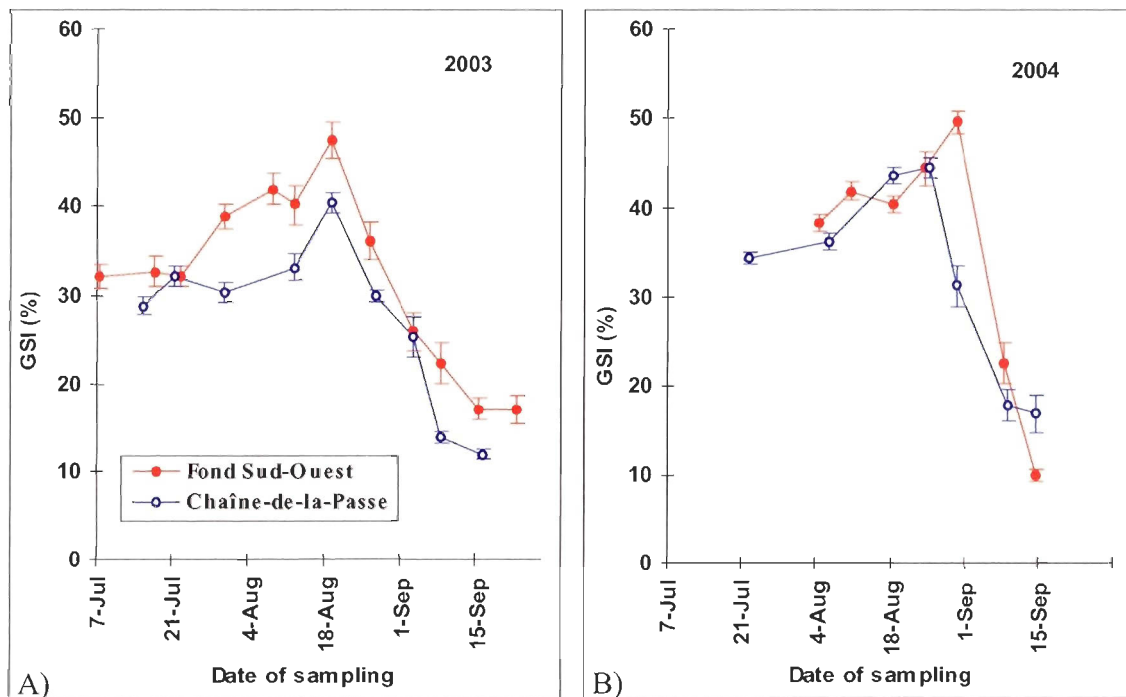 60
50
40
30
20
10
0
GSI (%)
2003
Fond Sud-Ouest
Chaîne-de-la-Passe
7-Jul
21-Jul
4-Aug
18-Aug
1-Sep
15-Sep
Date of sampling
A)
60
50
40
30
20
10
0
GSI (%)
2004
7-Jul
21-Jul
4-Aug
18-Aug
1-Sep
15-Sep
Date of sampling
B)